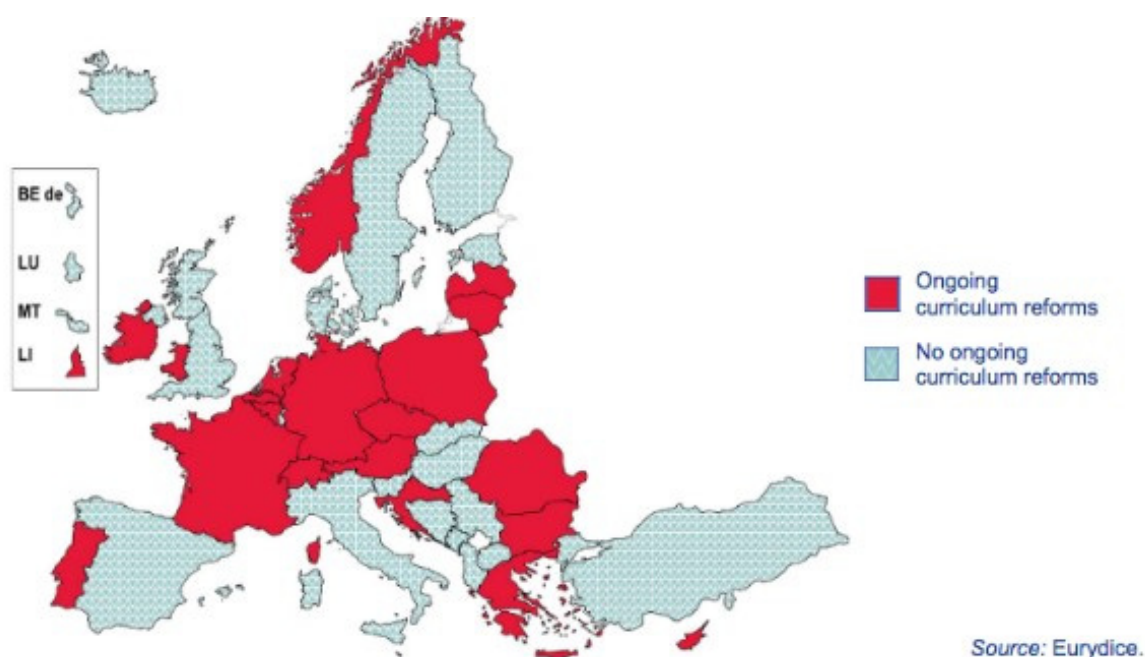 BE de
LU
MT
LI
Ongoing
curriculum reforms
No ongoing
curriculum reforms
Source: Eurydice.